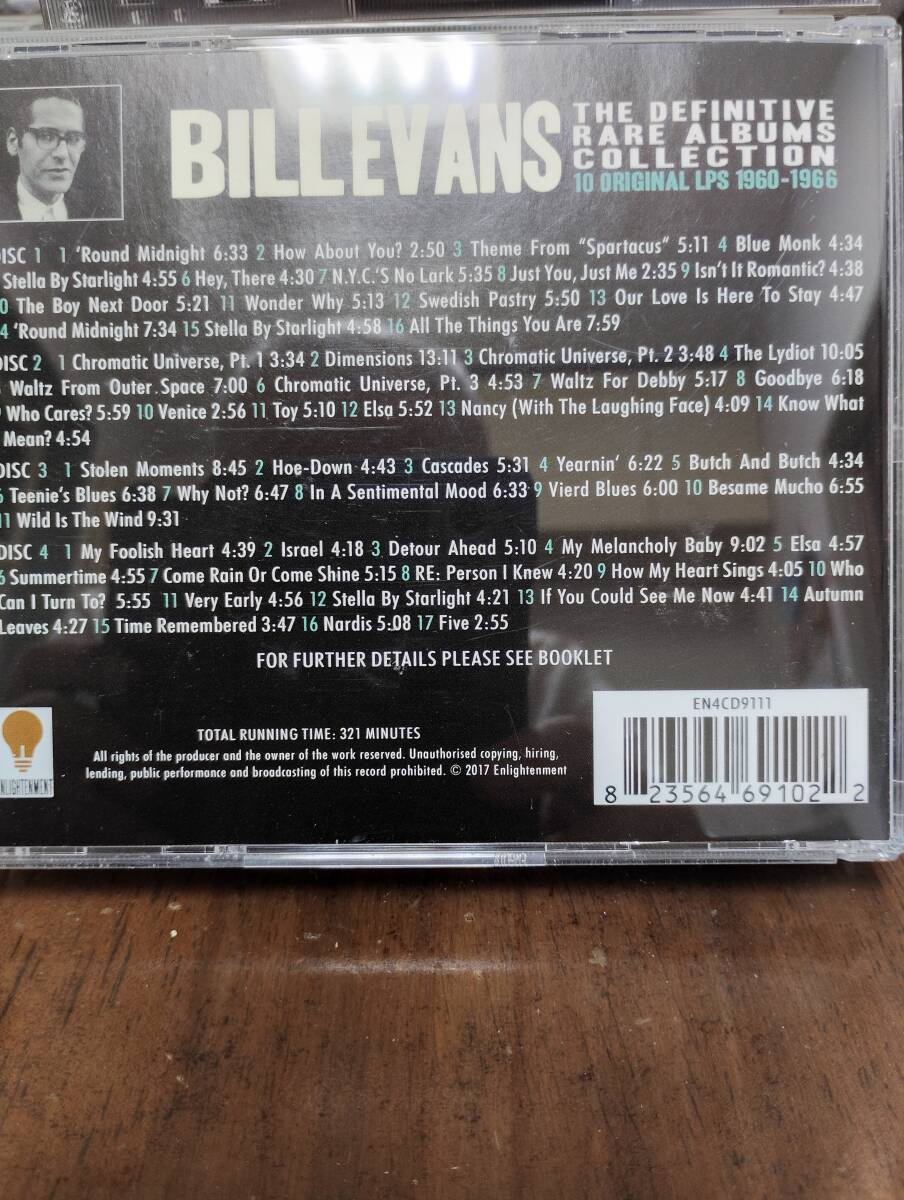 BILL EVANS
THE DEFINITIVE
RARE ALBUMS
COLLECTION
10 ORIGINAL LPS 1960-1966
ISC 1 1 'Round Midnight 6:33 2 How About You? 2:50 3 Theme From "Spartacus" 5:11 4 Blue Monk 4:34
Stella By Starlight 4:55 6 Hey, There 4:30 7 N.Y.C.'S No Lark 5:35 8 Just You, Just Me 2:35 9 Isn't It Romantic? 4:38
0 The Boy Next Door 5:21 11 Wonder Why 5:13 12 Swedish Pastry 5:50 13 Our Love Is Here To Stay 4:47
4 'Round Midnight 7:34 15 Stella By Starlight 4:58 16 All The Things You Are 7:59
ISC 2 1 Chromatic Universe, Pt. 1 3:34 2 Dimensions 13:11 3 Chromatic Universe, Pt. 2 3:48 4 The Lydiot 10:05
Waltz From Outer Space 7:00 6 Chromatic Universe, Pt. 3 4:53 7 Waltz For Debby 5:17 8 Goodbye 6:18
Who Cares? 5:59 10 Venice 2:56 11 Toy 5:10 12 Elsa 5:52 13 Nancy (With The Laughing Face) 4:09 14 Know What
Mean? 4:54
DISC 3 1 Stolen Moments 8:45 2 Hoe-Down 4:43 3 Cascades 5:31 4 Yearnin' 6:22 5 Butch And Butch 4:34
6 Teenie's Blues 6:38 7 Why Not? 6:47 8 In A Sentimental Mood 6:33 9 Vierd Blues 6:00 10 Besame Mucho 6:55
11 Wild Is The Wind 9:31
DISC 4 1 My Foolish Heart 4:39 2 Israel 4:18 3 Detour Ahead 5:10 4 My Melancholy Baby 9:02 5 Elsa 4:57
6 Summertime 4:55 7 Come Rain Or Come Shine 5:15 8 RE: Person I Knew 4:20 9 How My Heart Sings 4:05 10 Who
Can I Turn To? 5:55 11 Very Early 4:56 12 Stella By Starlight 4:21 13 If You Could See Me Now 4:41 14 Autumn
Leaves 4:27 15 Time Remembered 3:47 16 Nardis 5:08 17 Five 2:55
FOR FURTHER DETAILS PLEASE SEE BOOKLET
EN4CD9111
TOTAL RUNNING TIME: 321 MINUTES
All rights of the producer and the owner of the work reserved. Unauthorised copying, hiring,
lending, public performance and broadcasting of this record prohibited. © 2017 Enlightenment
NLIGHTENMENT
8 23564 69102 2